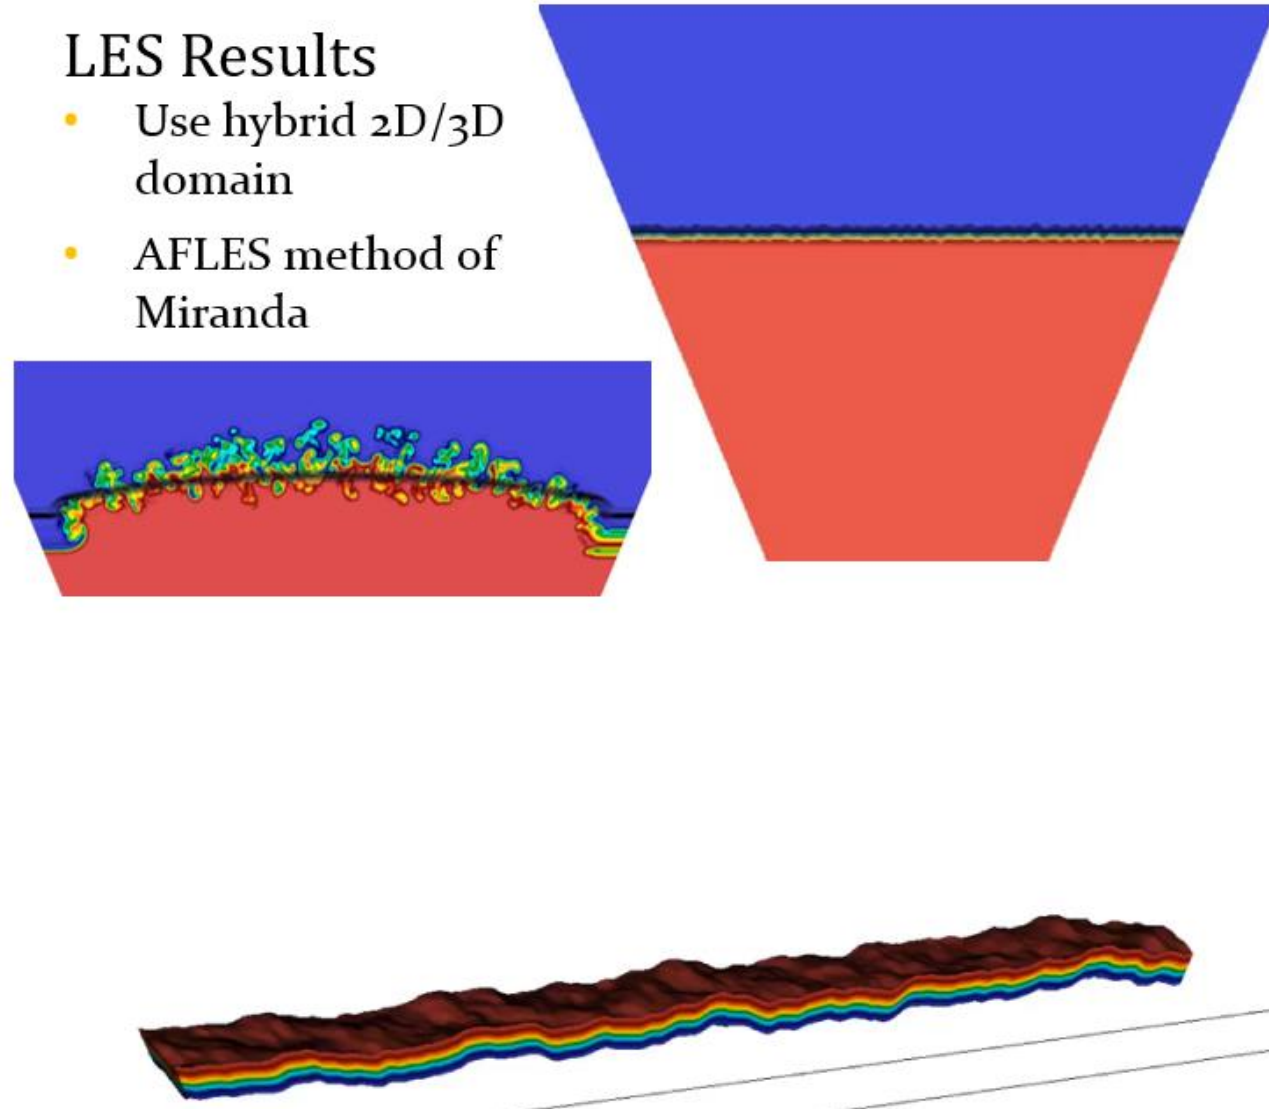 LES Results
• Use hybrid 2D/3D
domain
• AFLES method of
Miranda